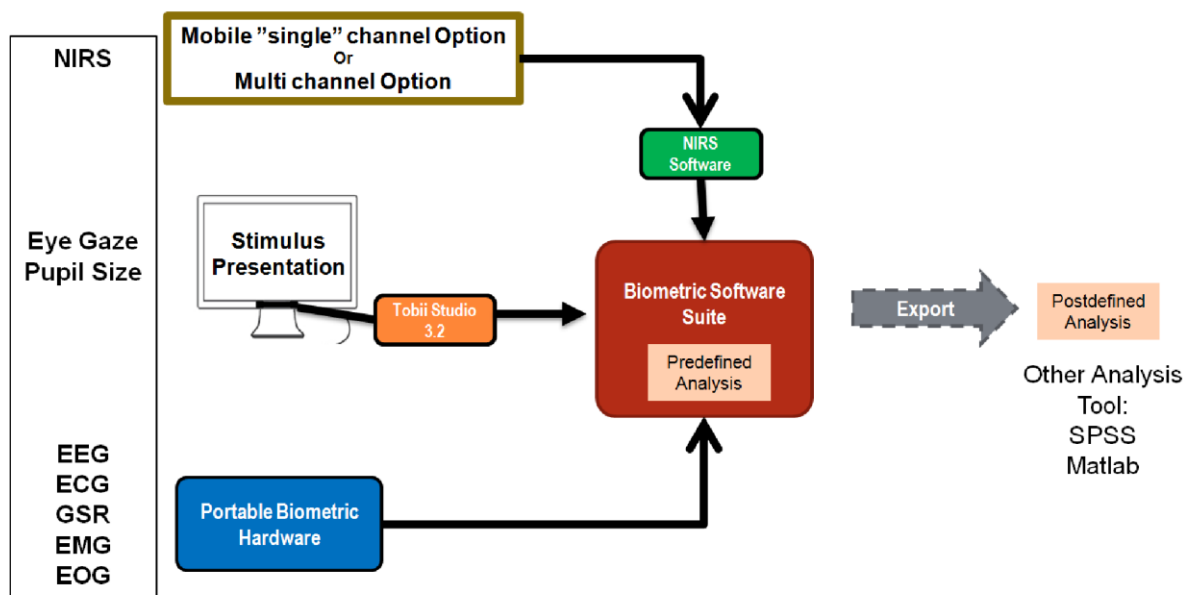 NIRS
Mobile ”single” channel Option
Or
Multi channel Option
NIRS
Software
Eye Gaze
Pupil Size
Stimulus
Presentation
Tobii Studio
3.2
Biometric Software
Suite
Predefined
Analysis
Export
Postdefined
Analysis
Other Analysis
Tool:
SPSS
Matlab
EEG
ECG
GSR
EMG
EOG
Portable Biometric
Hardware